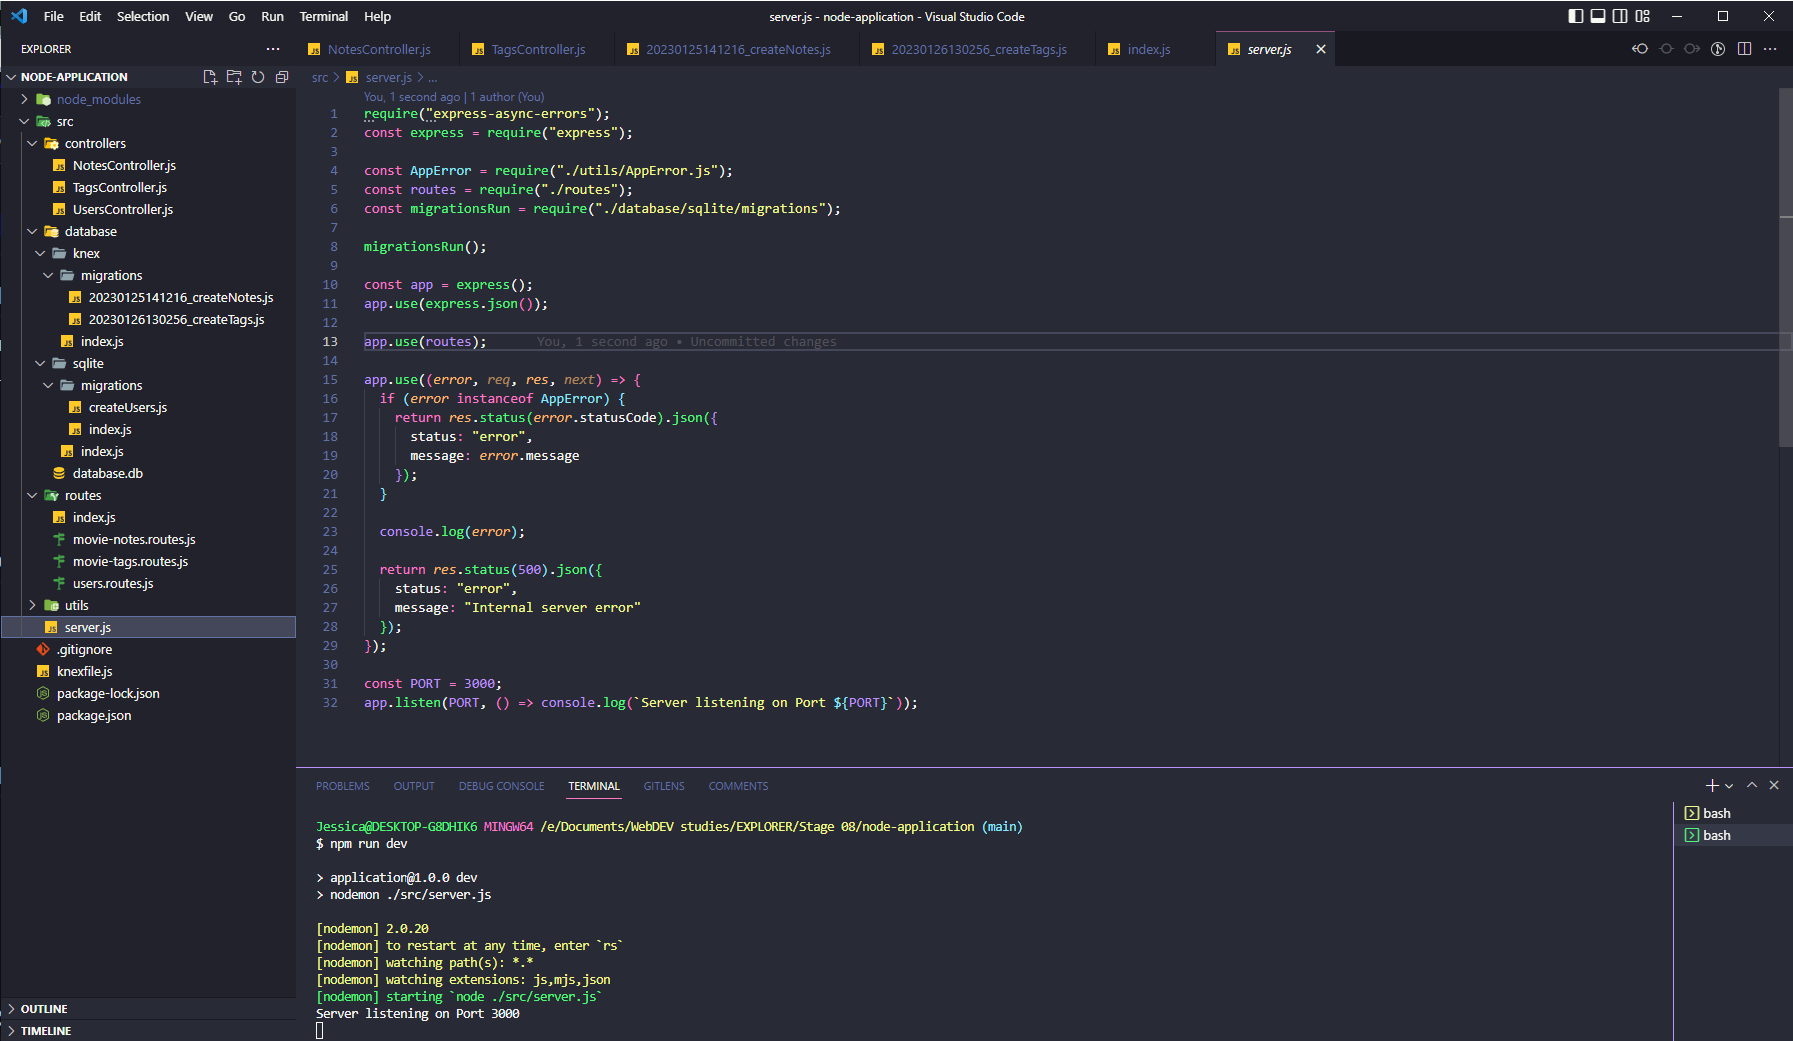 File Edit Selection View Go Run Terminal Help
server.js - node-application - Visual Studio Code
EXPLORER
NotesController.js TagsController.js 20230125141216_createNotes.js 20230126130256_createTags.js index.js server.js
NODE-APPLICATION
node_modules
src
controllers
NotesController.js
TagsController.js
UsersController.js
database
knex
migrations
20230125141216_createNotes.js
20230126130256_createTags.js
index.js
sqlite
migrations
createUsers.js
index.js
index.js
database.db
routes
index.js
movie-notes.routes.js
movie-tags.routes.js
users.routes.js
utils
server.js
.gitignore
knexfile.js
package-lock.json
package.json
OUTLINE
TIMELINE
src > server.js > ...
You, 1 second ago | 1 author (You)
1 require("express-async-errors");
2 const express = require("express");
3
4 const AppError = require("./utils/AppError.js");
5 const routes = require("./routes");
6 const migrationsRun = require("./database/sqlite/migrations");
7
8 migrationsRun();
9
10 const app = express();
11 app.use(express.json());
12
13 app.use(routes); You, 1 second ago • Uncommitted changes
14
15 app.use((error, req, res, next) => {
16 if (error instanceof AppError) {
17 return res.status(error.statusCode).json({
18 status: "error",
19 message: error.message
20 });
21 }
22
23 console.log(error);
24
25 return res.status(500).json({
26 status: "error",
27 message: "Internal server error"
28 });
29 });
30
31 const PORT = 3000;
32 app.listen(PORT, () => console.log(`Server listening on Port ${PORT}`));
PROBLEMS OUTPUT DEBUG CONSOLE TERMINAL GITLENS COMMENTS
Jessica@DESKTOP-G8DHIK6 MINGW64 /e/Documents/WebDEV studies/EXPLORER/Stage 08/node-application (main)
$ npm run dev
> application@1.0.0 dev
> nodemon ./src/server.js
[nodemon] 2.0.20
[nodemon] to restart at any time, enter `rs`
[nodemon] watching path(s): *.*
[nodemon] watching extensions: js,mjs,json
[nodemon] starting `node ./src/server.js`
Server listening on Port 3000
bash
bash